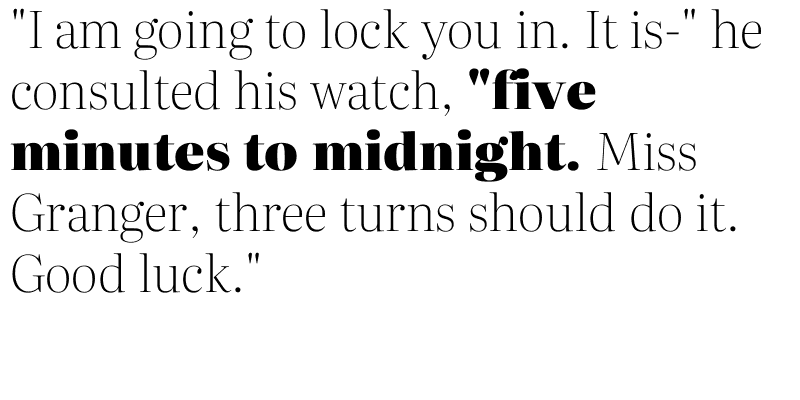 "I am going to lock you in. It is-" he
consulted his watch, "five
minutes to midnight. Miss
Granger, three turns should do it.
Good luck."